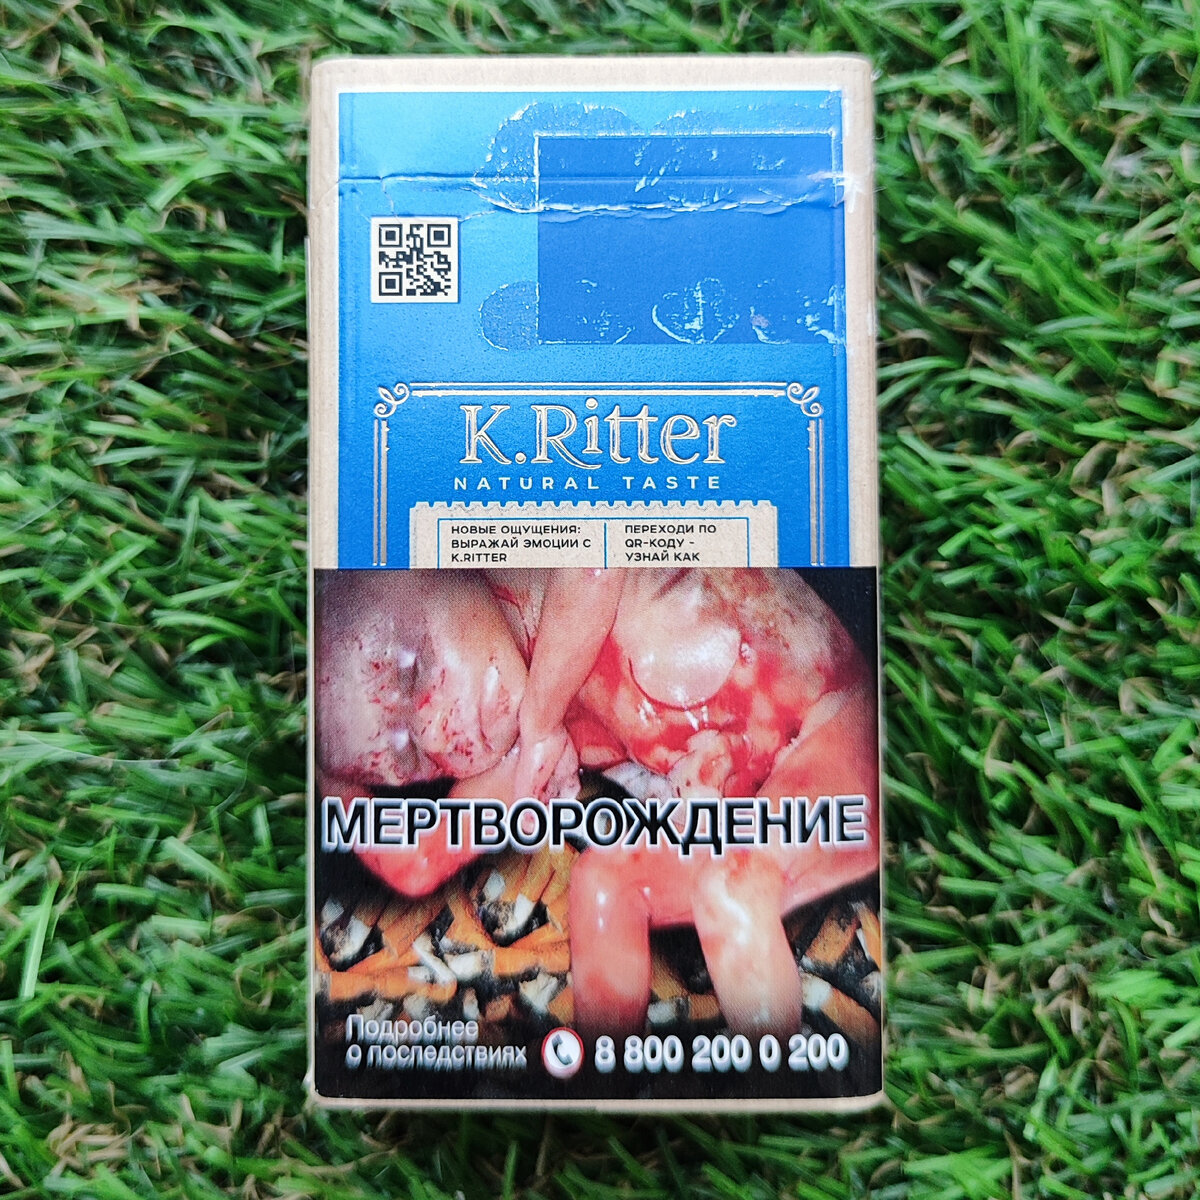 K.Ritter
NATURAL TASTE
НОВЫЕ ОЩУЩЕНИЯ:
ВЫРАЖАЙ ЭМОЦИИ С
K.RITTER
ПЕРЕХОДИ ПО
QR-КОДУ -
УЗНАЙ КАК
МЕРТВОРОЖДЕНИЕ
Подробнее
о последствиях
8 800 200 0 200